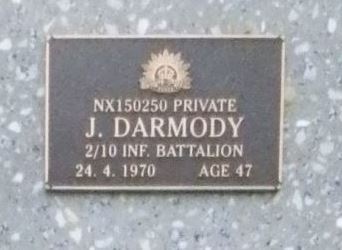 NX150250 PRIVATE
J. DARMODY
2/10 INF. BATTALION
24. 4. 1970 AGE 47